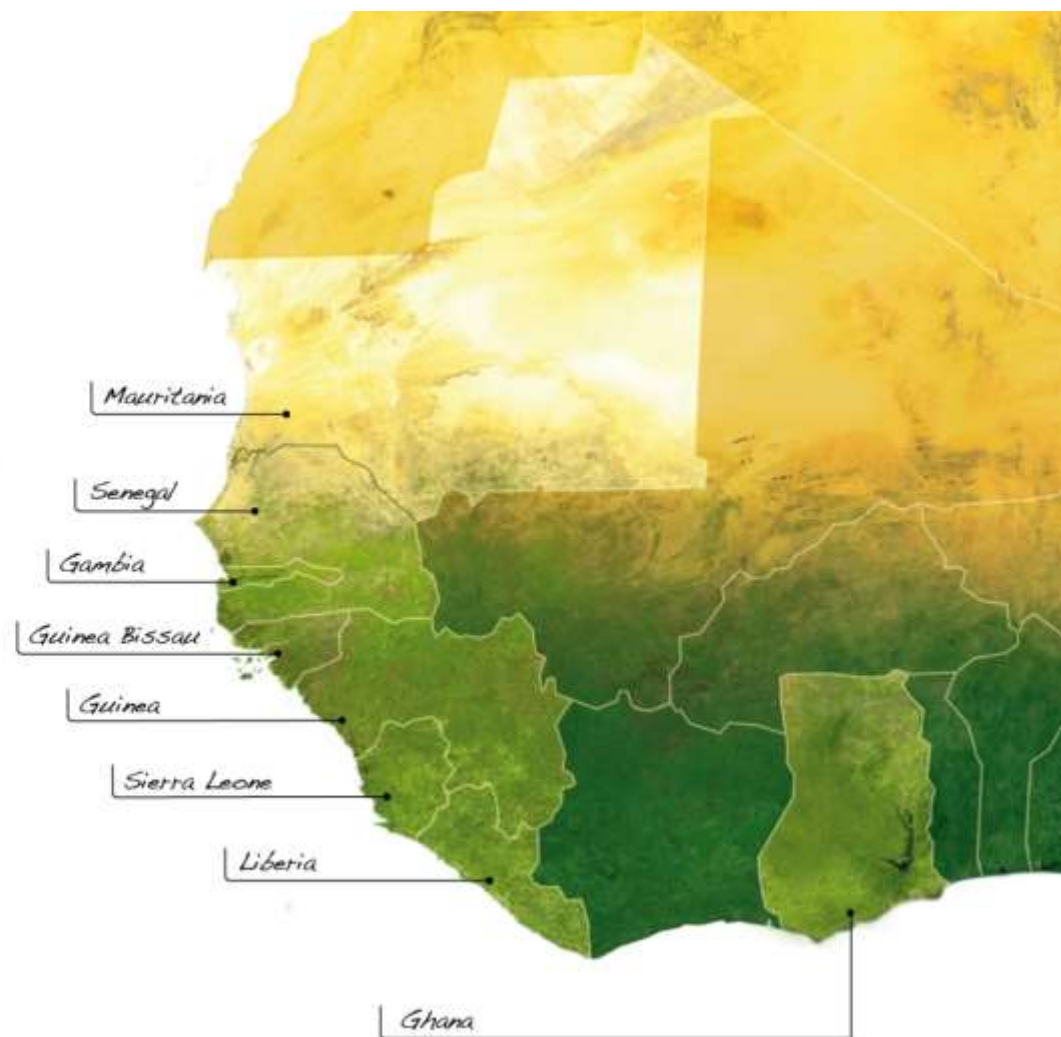 Mauritania
Senegal
Gambia
Guinea Bissau
Guinea
Sierra Leone
Liberia
Ghana